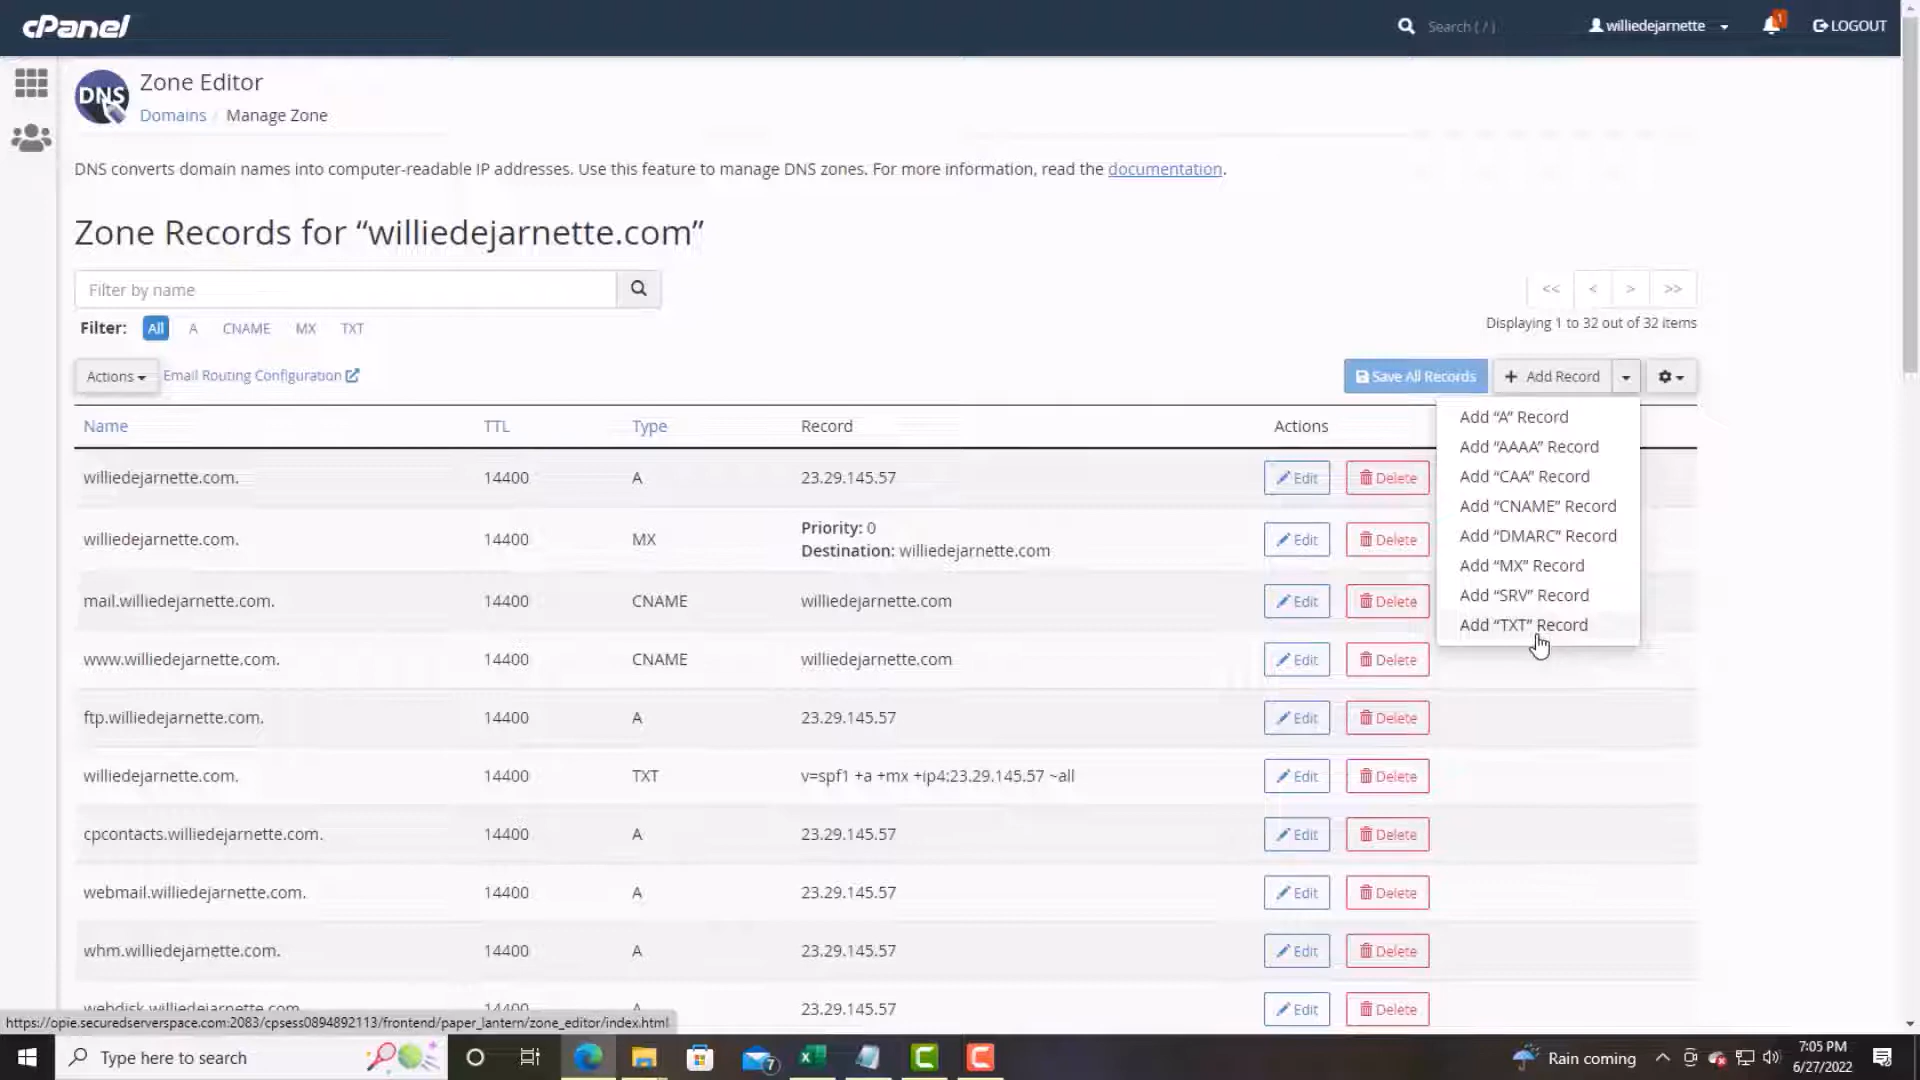 cPanel
Search ( / )
williedejarnette
1
LOGOUT
DNS
Zone Editor
Domains / Manage Zone
DNS converts domain names into computer-readable IP addresses. Use this feature to manage DNS zones. For more information, read the documentation.
Zone Records for “williedejarnette.com”
Filter by name
<< < > >>
Displaying 1 to 32 out of 32 items
Filter: All A CNAME MX TXT
Actions Email Routing Configuration
Save All Records + Add Record
Add “A” Record
Add “AAAA” Record
Add “CAA” Record
Add “CNAME” Record
Add “DMARC” Record
Add “MX” Record
Add “SRV” Record
Add “TXT” Record
Name TTL Type Record Actions
williedejarnette.com. 14400 A 23.29.145.57 Edit Delete
williedejarnette.com. 14400 MX Priority: 0 Edit Delete
Destination: williedejarnette.com
mail.williedejarnette.com. 14400 CNAME williedejarnette.com Edit Delete
www.williedejarnette.com. 14400 CNAME williedejarnette.com Edit Delete
ftp.williedejarnette.com. 14400 A 23.29.145.57 Edit Delete
williedejarnette.com. 14400 TXT v=spf1 +a +mx +ip4:23.29.145.57 ~all Edit Delete
cpcontacts.williedejarnette.com. 14400 A 23.29.145.57 Edit Delete
webmail.williedejarnette.com. 14400 A 23.29.145.57 Edit Delete
whm.williedejarnette.com. 14400 A 23.29.145.57 Edit Delete
webdisk.williedejarnette.com. 14400 A 23.29.145.57 Edit Delete
https://opie.securedserverspace.com:2083/cpsess0894892113/frontend/paper_lantern/zone_editor/index.html
Type here to search
7
Rain coming
7:05 PM
6/27/2022